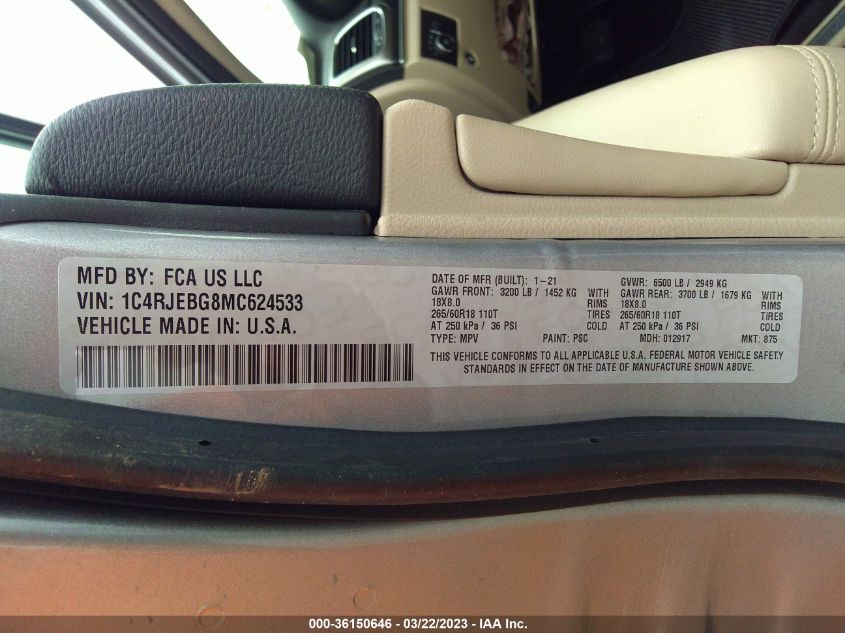 MFD BY: FCA US LLC
VIN: 1C4RJEBG8MC624533
VEHICLE MADE IN: U.S.A.
DATE OF MFR (BUILT): 1-21 GVWR: 6500 LB / 2949 KG
GAWR FRONT: 3200 LB / 1452 KG WITH GAWR REAR: 3700 LB / 1679 KG WITH
18X8.0 RIMS 18X8.0 RIMS
265/60R18 110T TIRES 265/60R18 110T TIRES
AT 250 kPa / 36 PSI COLD AT 250 kPa / 36 PSI COLD
TYPE: MPV PAINT: PSC MDH: 012917 MKT: 875
THIS VEHICLE CONFORMS TO ALL APPLICABLE U.S.A. FEDERAL MOTOR VEHICLE SAFETY
STANDARDS IN EFFECT ON THE DATE OF MANUFACTURE SHOWN ABOVE.
000-36150646 - 03/22/2023 - IAA Inc.